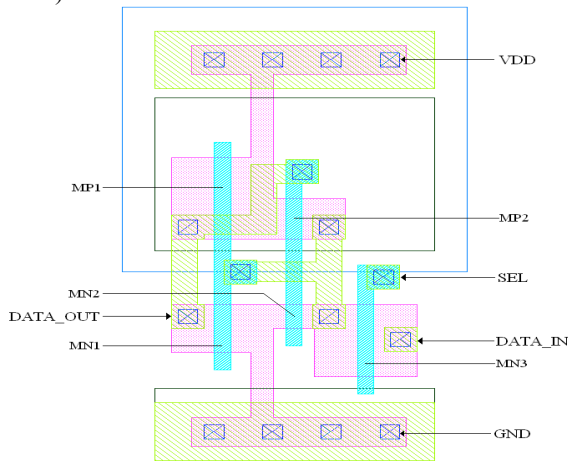 )
VDD
MP1
MP2
SEL
MN2
DATA_OUT
DATA_IN
MN1
MN3
GND